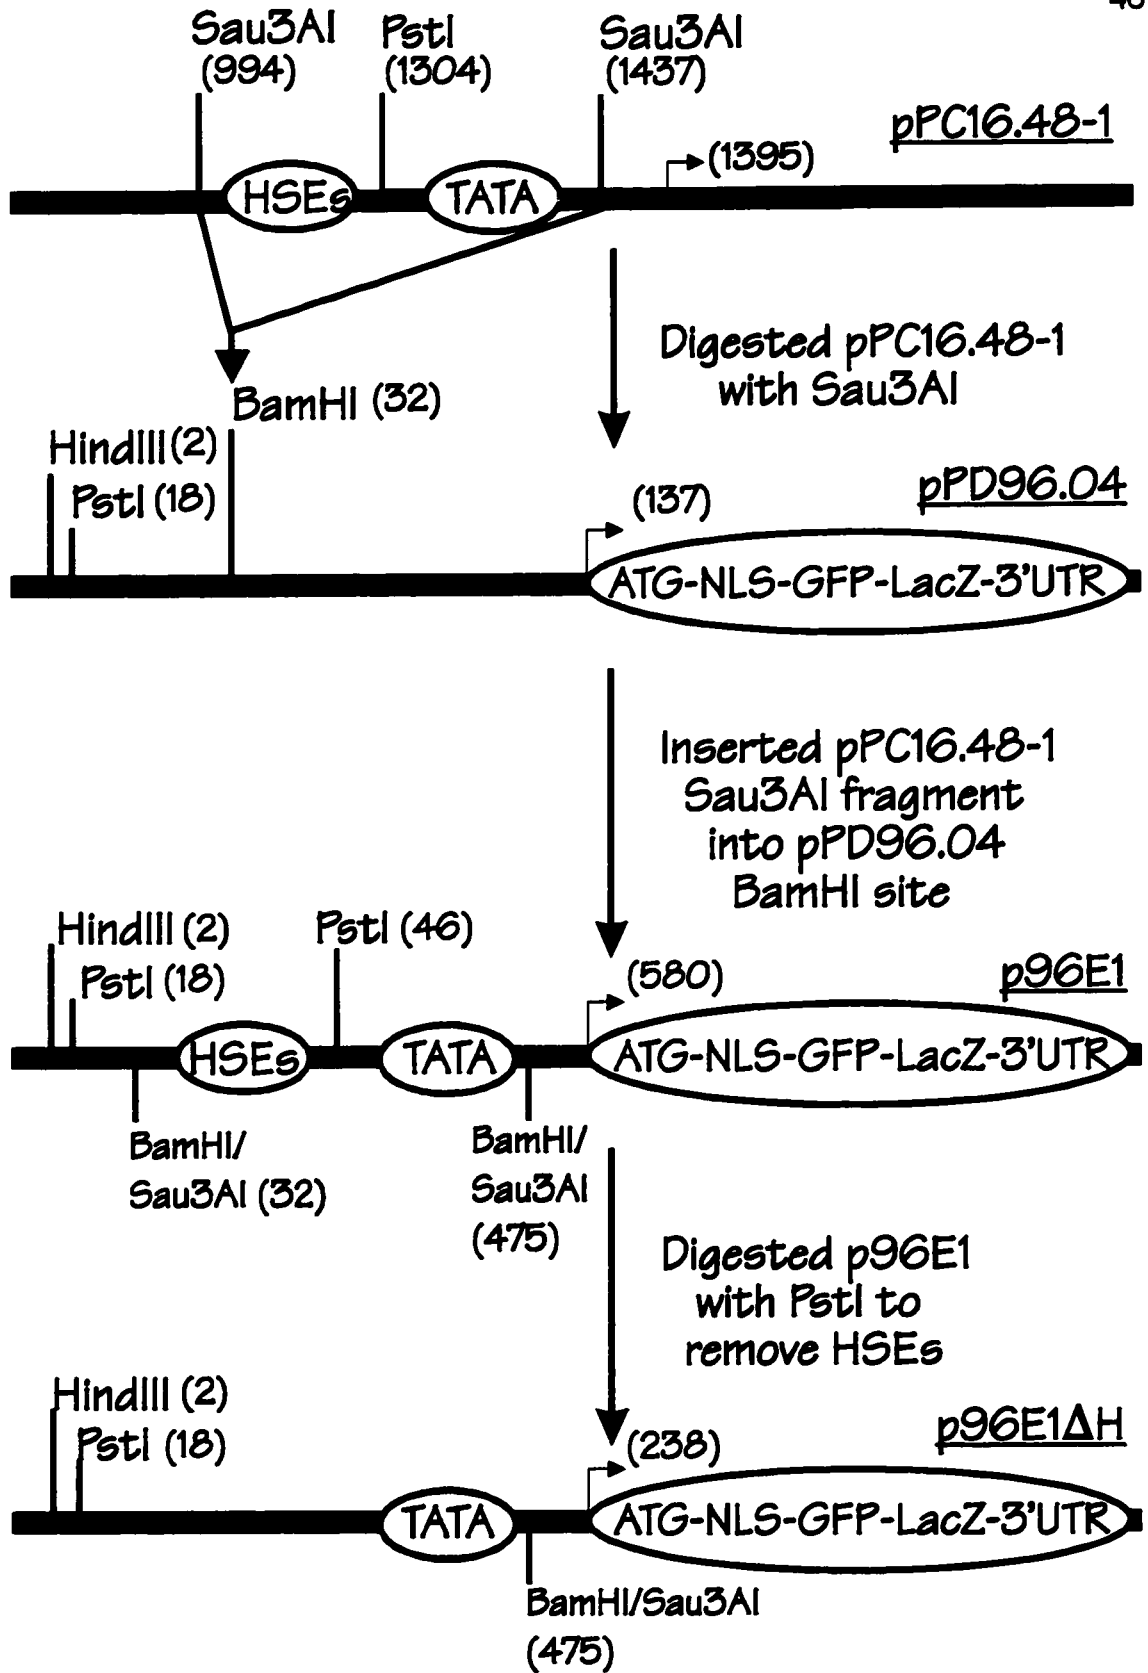 Sau3AI PstI Sau3AI
(994) (1304) (1437)
pPC16.48-1
(1395)
HSEs TATA
Digested pPC16.48-1
with Sau3AI
BamHI (32)
HindIII (2)
PstI (18)
pPD96.04
(137)
ATG-NLS-GFP-LacZ-3'UTR
Inserted pPC16.48-1
Sau3AI fragment
into pPD96.04
BamHI site
HindIII (2) PstI (46)
PstI (18)
(580)
p96E1
HSEs TATA ATG-NLS-GFP-LacZ-3'UTR
BamHI/
Sau3AI (32)
BamHI/
Sau3AI
(475)
Digested p96E1
with PstI to
remove HSEs
HindIII (2)
PstI (18)
p96E1ΔH
(238)
TATA ATG-NLS-GFP-LacZ-3'UTR
BamHI/Sau3AI
(475)